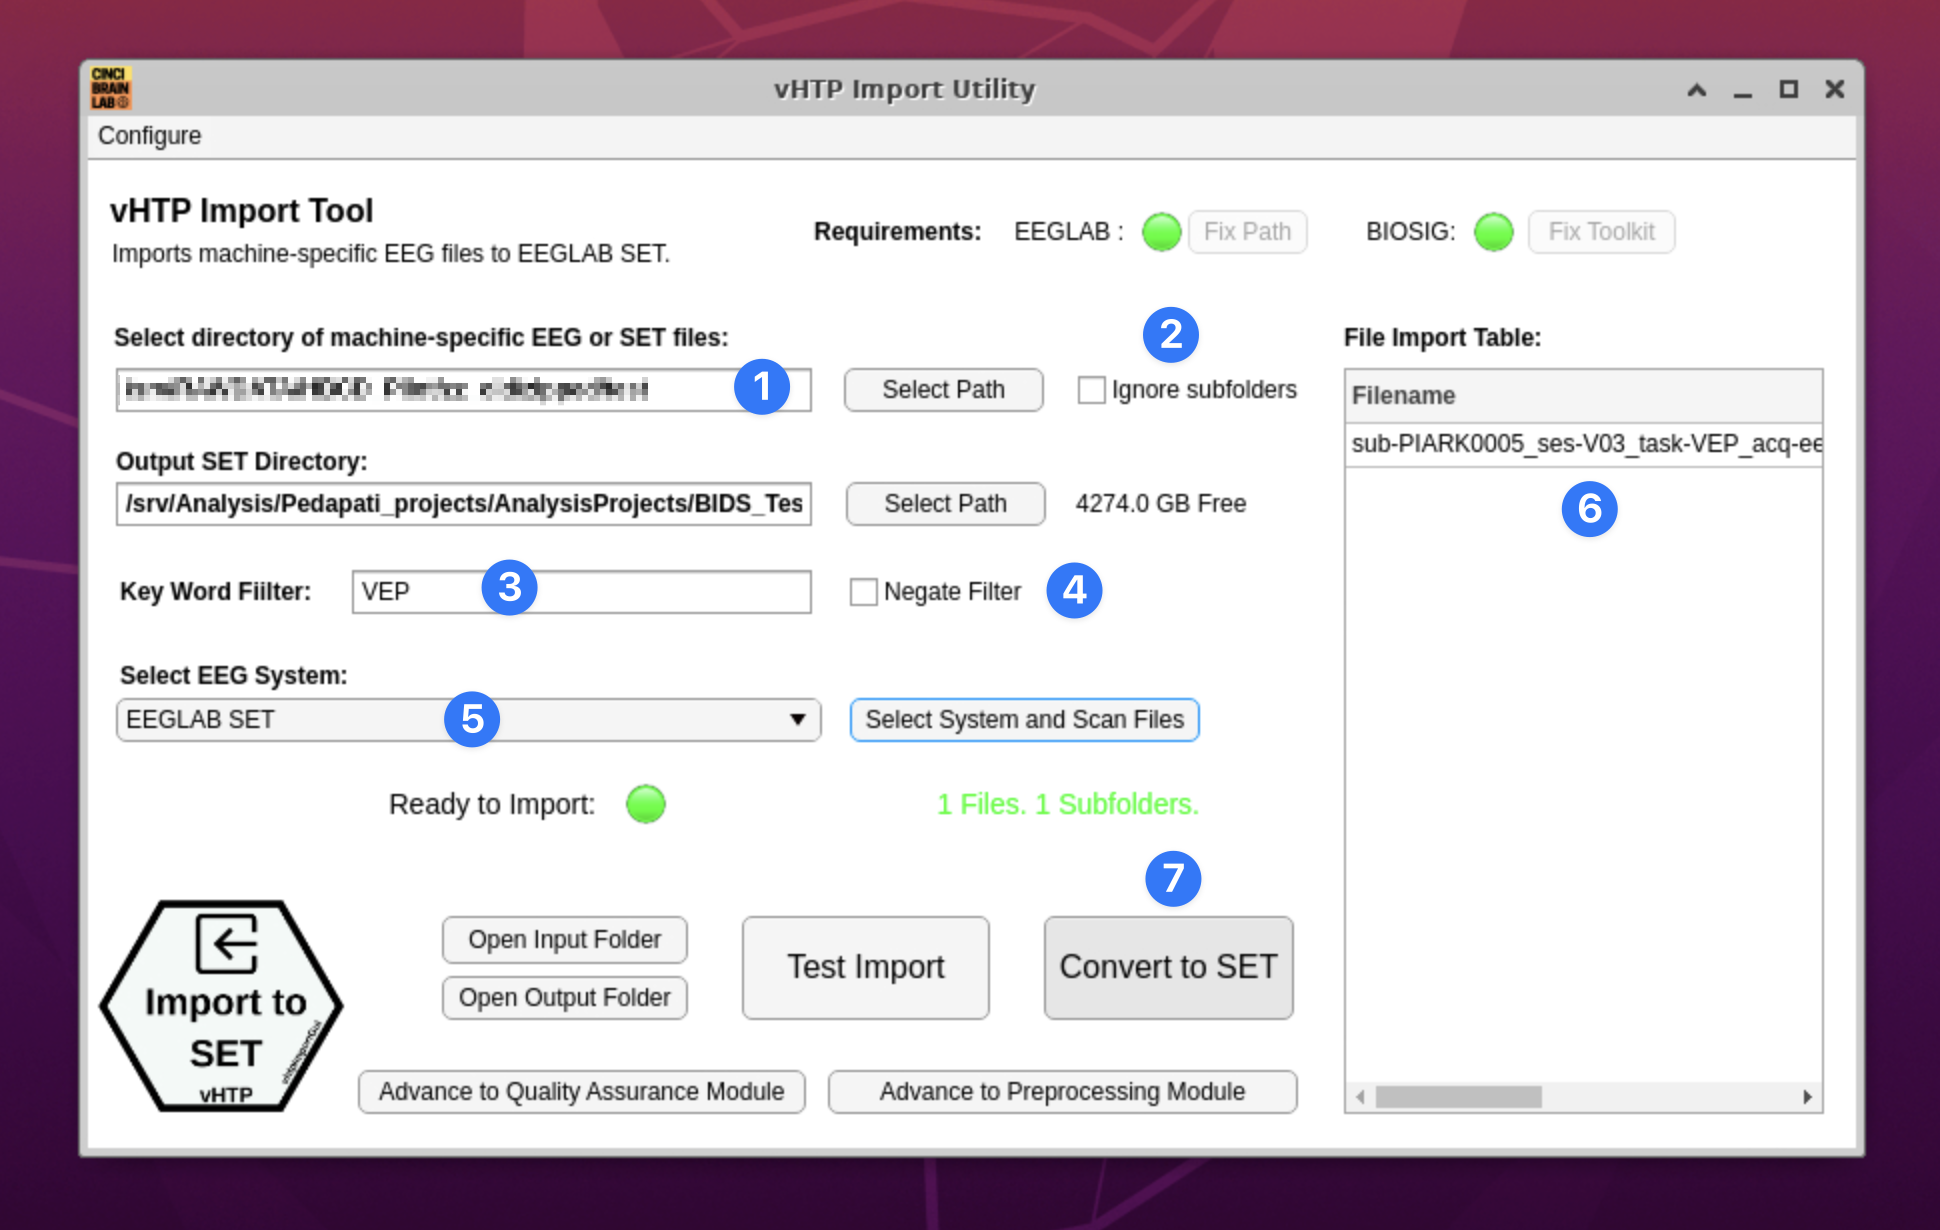 CINCI
BRAIN
LAB
vHTP Import Utility
Configure
vHTP Import Tool
Imports machine-specific EEG files to EEGLAB SET.
Requirements: EEGLAB : Fix Path BIOSIG: Fix Toolkit
Select directory of machine-specific EEG or SET files:
2
File Import Table:
1 Select Path Ignore subfolders
Filename
sub-PIARK0005_ses-V03_task-VEP_acq-ee
Output SET Directory:
/srv/Analysis/Pedapati_projects/AnalysisProjects/BIDS_Tes Select Path 4274.0 GB Free
6
Key Word Fiilter: VEP 3 Negate Filter 4
Select EEG System:
EEGLAB SET 5 Select System and Scan Files
Ready to Import: 1 Files. 1 Subfolders.
7
Open Input Folder
Open Output Folder
Test Import
Convert to SET
Import to
SET
vHTP
Advance to Quality Assurance Module Advance to Preprocessing Module